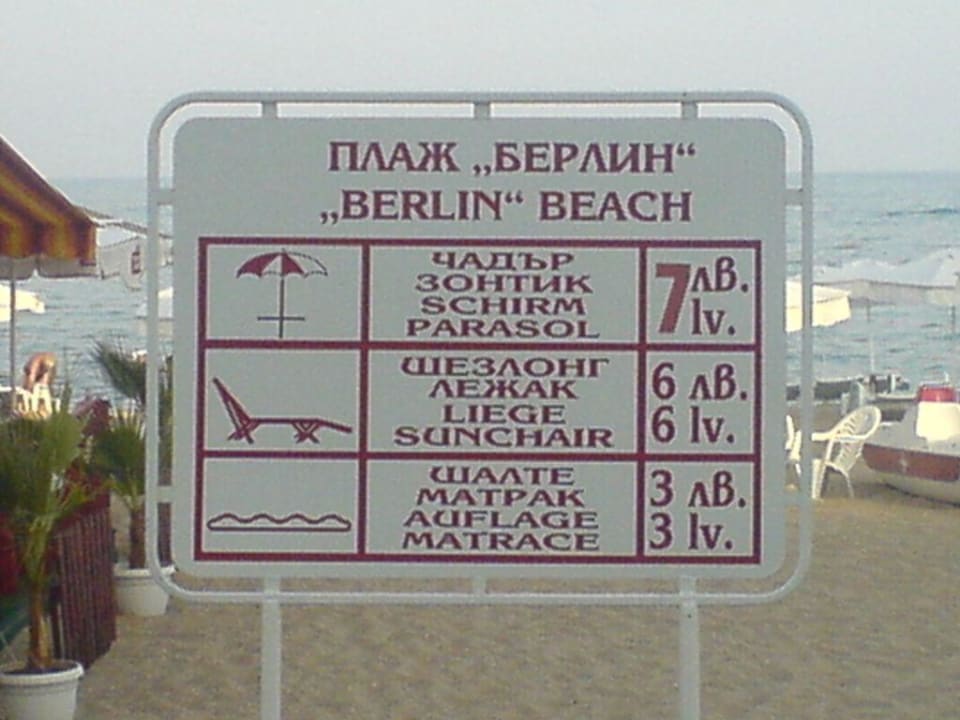 ПЛАЖ „БЕРЛИН“
„BERLIN“ BEACH
ЧАДЪР
ЗОНТИК
SCHIRM
PARASOL
7 лв.
lv.
ШЕЗЛОНГ
ЛЕЖАК
LIEGE
SUNCHAIR
6 лв.
6 lv.
ШАЛТЕ
МАТРАК
AUFLAGE
MATRACE
3 лв.
3 lv.